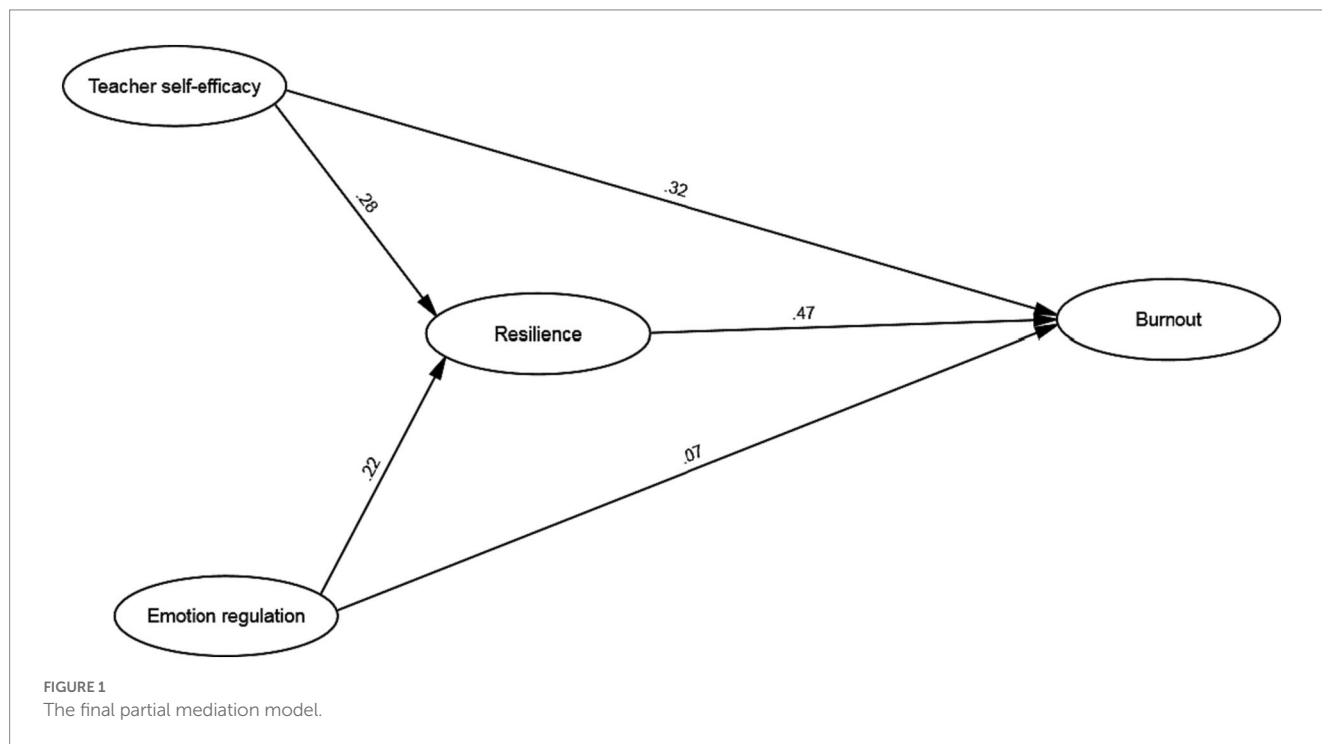 Teacher self-efficacy
.32
.28
Resilience
.47
Burnout
.22
.07
Emotion regulation
FIGURE 1
The final partial mediation model.